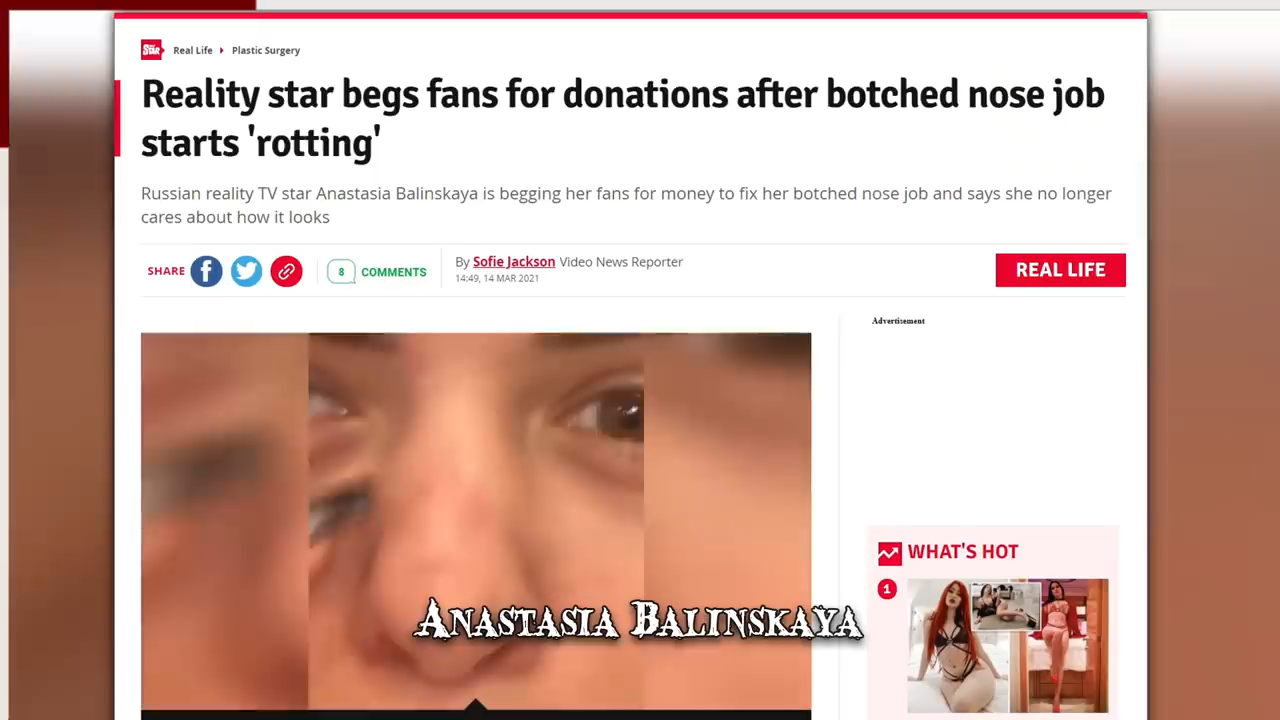 STAR
Real Life Plastic Surgery
Reality star begs fans for donations after botched nose job
starts 'rotting'
Russian reality TV star Anastasia Balinskaya is begging her fans for money to fix her botched nose job and says she no longer
cares about how it looks
SHARE
8 COMMENTS
By Sofie Jackson Video News Reporter
14:49, 14 MAR 2021
REAL LIFE
Advertisement
WHAT'S HOT
1
Anastasia Balinskaya